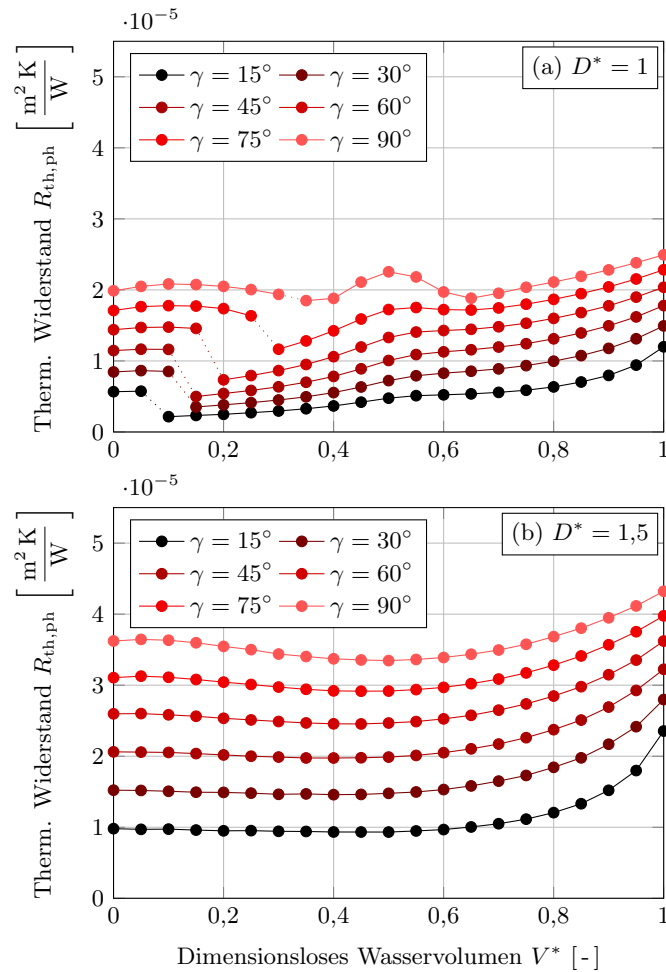 ·10⁻⁵
5
4
3
2
1
0
Therm. Widerstand R_th,ph [m² K / W]
γ = 15° γ = 30°
γ = 45° γ = 60°
γ = 75° γ = 90°
(a) D* = 1
0 0,2 0,4 0,6 0,8 1
·10⁻⁵
5
4
3
2
1
0
Therm. Widerstand R_th,ph [m² K / W]
γ = 15° γ = 30°
γ = 45° γ = 60°
γ = 75° γ = 90°
(b) D* = 1,5
0 0,2 0,4 0,6 0,8 1
Dimensionsloses Wasservolumen V* [ - ]